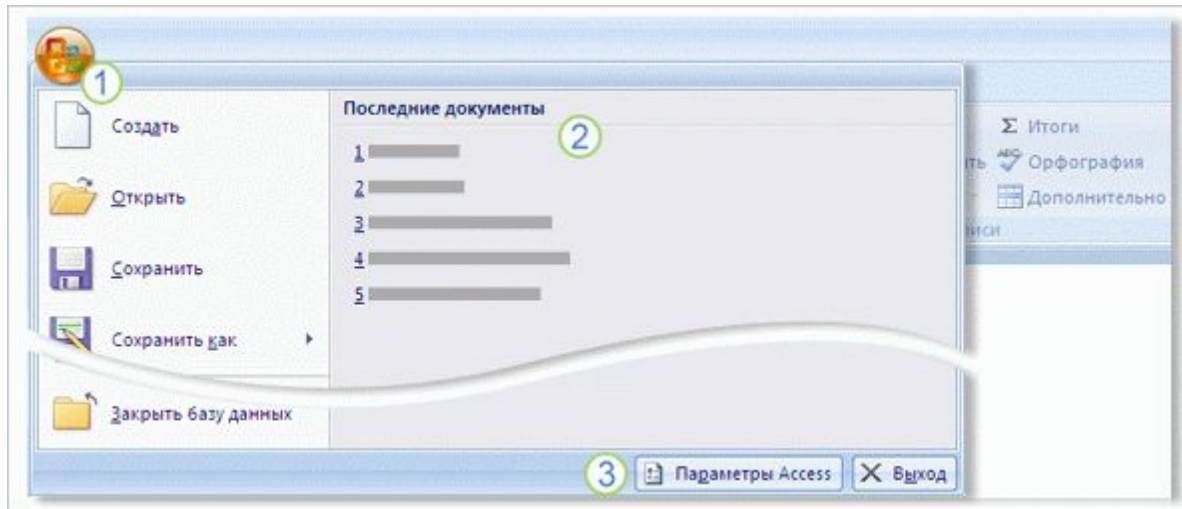 1
Создать
Открыть
Сохранить
Сохранить как
Закрыть базу данных
Последние документы
2
1
2
3
4
5
3
Параметры Access
Выход
Σ Итоги
ABC
Орфография
Дополнительно